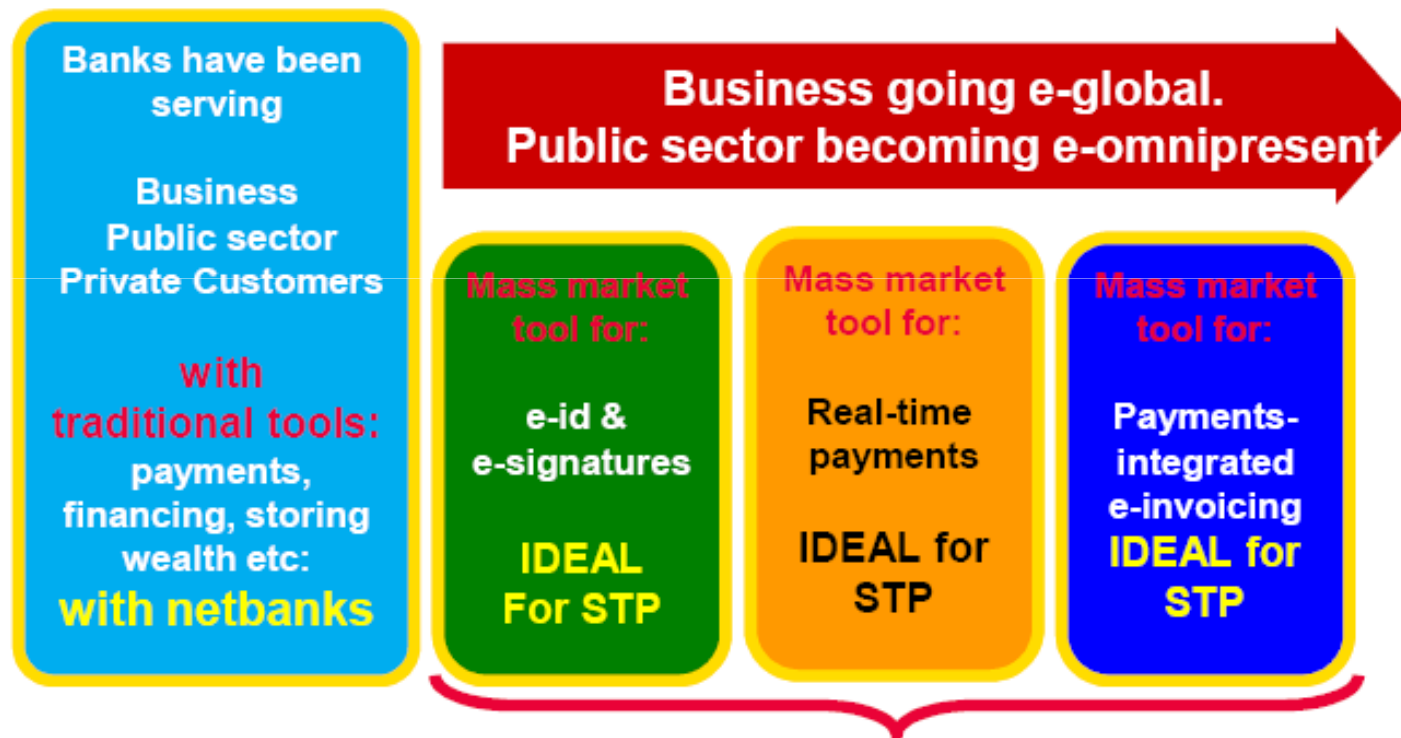 Banks have been
serving
Business
Public sector
Private Customers
with
traditional tools:
payments,
financing, storing
wealth etc:
with netbanks
Business going e-global.
Public sector becoming e-omnipresent
Mass market
tool for:
e-id &
e-signatures
IDEAL
For STP
Mass market
tool for:
Real-time
payments
IDEAL for
STP
Mass market
tool for:
Payments-
integrated
e-invoicing
IDEAL for
STP